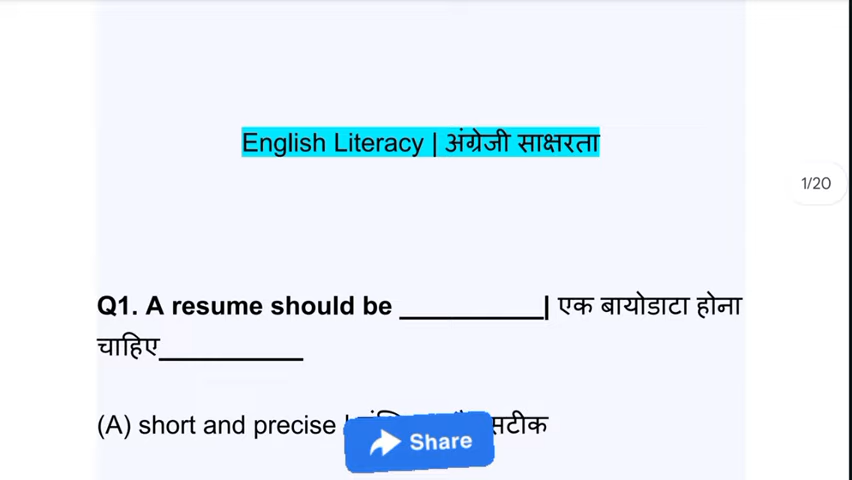 English Literacy | अंग्रेजी साक्षरता
1/20
Q1. A resume should be __________| एक बायोडाटा होना
चाहिए__________
(A) short and precise सटीक
Share